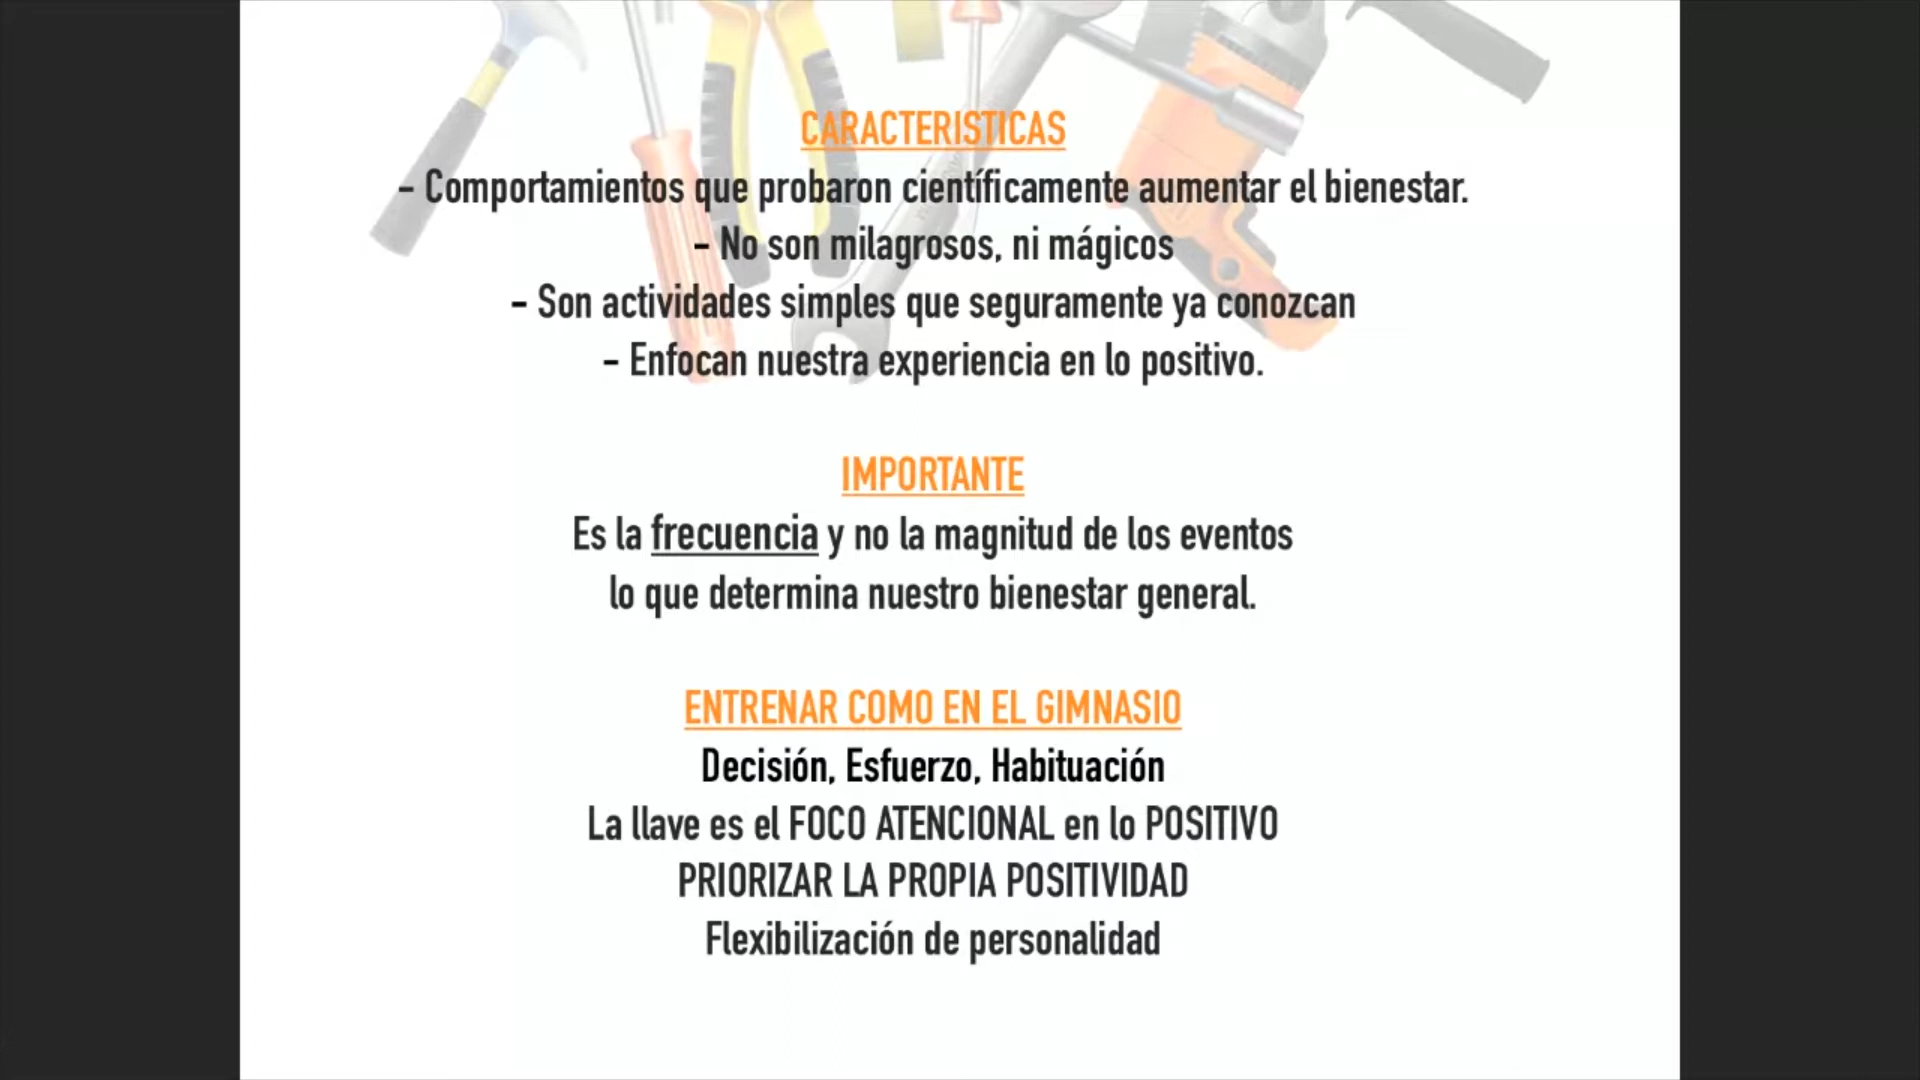 CARACTERISTICAS
- Comportamientos que probaron científicamente aumentar el bienestar.
- No son milagrosos, ni mágicos
- Son actividades simples que seguramente ya conozcan
- Enfocan nuestra experiencia en lo positivo.
IMPORTANTE
Es la frecuencia y no la magnitud de los eventos
lo que determina nuestro bienestar general.
ENTRENAR COMO EN EL GIMNASIO
Decisión, Esfuerzo, Habituación
La llave es el FOCO ATENCIONAL en lo POSITIVO
PRIORIZAR LA PROPIA POSITIVIDAD
Flexibilización de personalidad